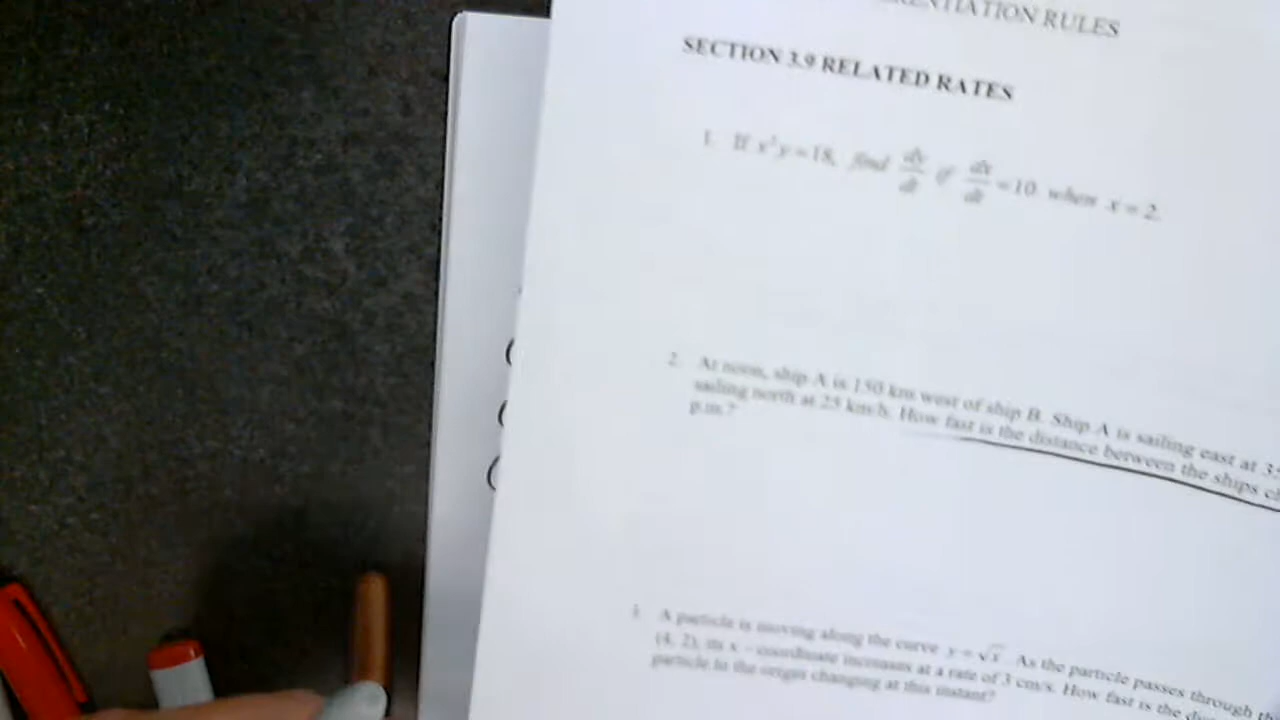 ENTIATION RULES
SECTION 3.9 RELATED RATES
1. If x²y=18, find dy/dt if dx/dt=10 when x=2.
2. At noon, ship A is 150 km west of ship B. Ship A is sailing east at 35
sailing north at 25 km/h. How fast is the distance between the ships c
p.m.?
3. A particle is moving along the curve y=√x. As the particle passes through th
(4, 2), its x-coordinate increases at a rate of 3 cm/s. How fast is the dis
particle to the origin changing at this instant?